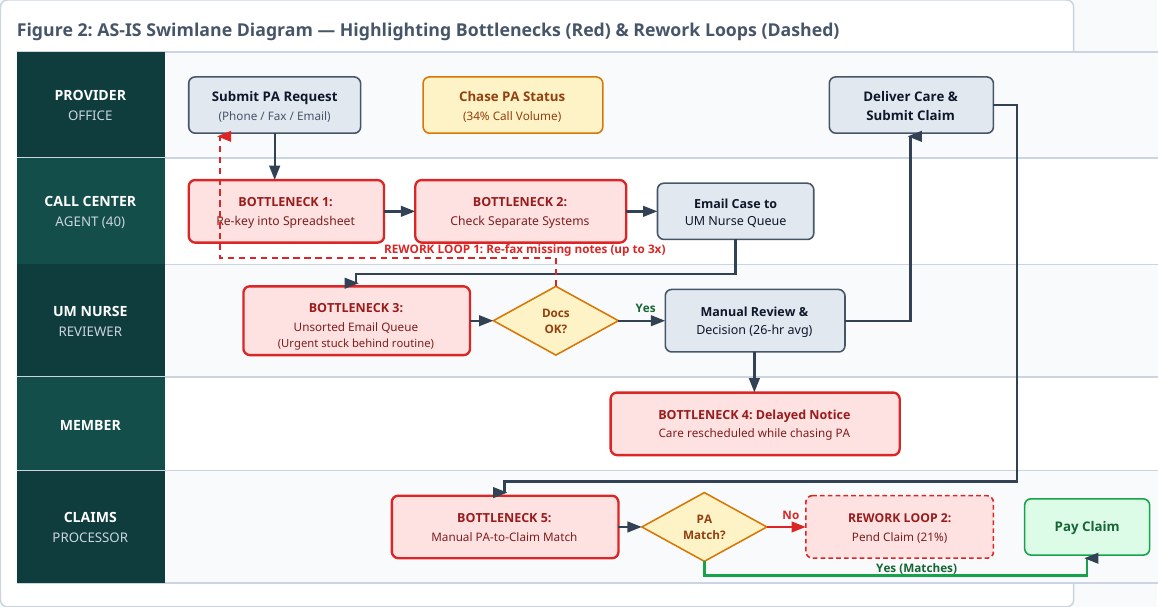 Figure 2: AS-IS Swimlane Diagram — Highlighting Bottlenecks (Red) & Rework Loops (Dashed)
PROVIDER
OFFICE
Submit PA Request
(Phone / Fax / Email)
Chase PA Status
(34% Call Volume)
Deliver Care &
Submit Claim
CALL CENTER
AGENT (40)
BOTTLENECK 1:
Re-key into Spreadsheet
BOTTLENECK 2:
Check Separate Systems
Email Case to
UM Nurse Queue
REWORK LOOP 1: Re-fax missing notes (up to 3x)
UM NURSE
REVIEWER
BOTTLENECK 3:
Unsorted Email Queue
(Urgent stuck behind routine)
Docs
OK?
Yes
Manual Review &
Decision (26-hr avg)
MEMBER
BOTTLENECK 4: Delayed Notice
Care rescheduled while chasing PA
CLAIMS
PROCESSOR
BOTTLENECK 5:
Manual PA-to-Claim Match
PA
Match?
No
REWORK LOOP 2:
Pend Claim (21%)
Pay Claim
Yes (Matches)